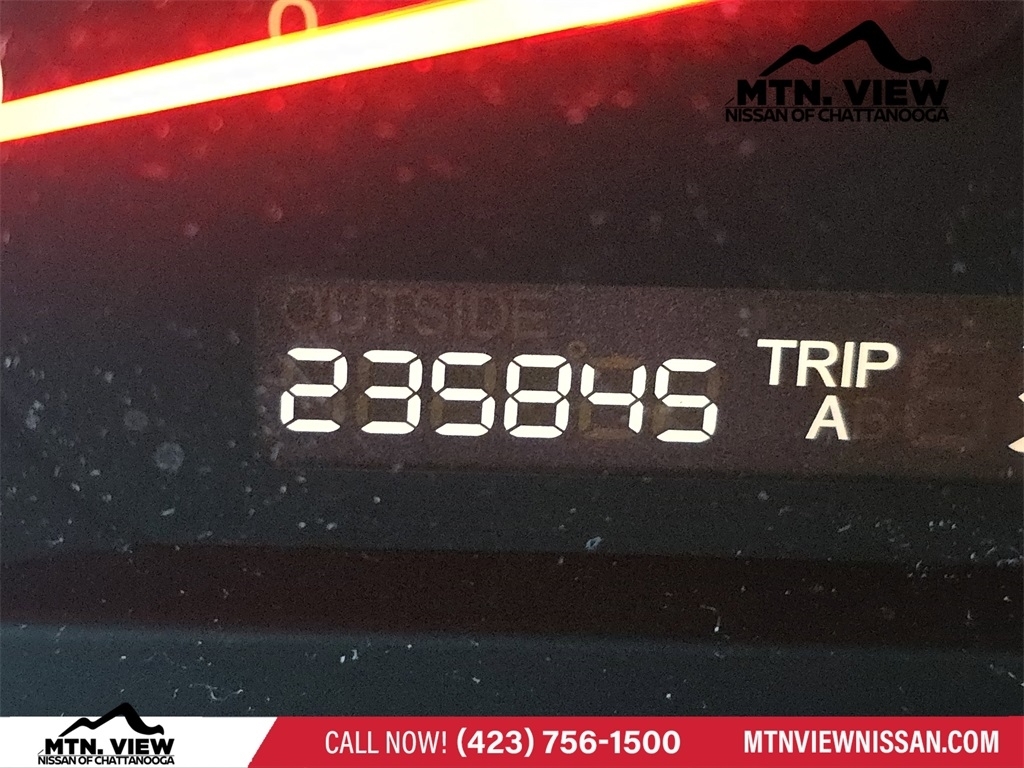 0
MTN. VIEW
NISSAN OF CHATTANOOGA
OUTSIDE
235845
TRIP
A
MTN. VIEW
NISSAN OF CHATTANOOGA
CALL NOW! (423) 756-1500
MTNVIEWNISSAN.COM